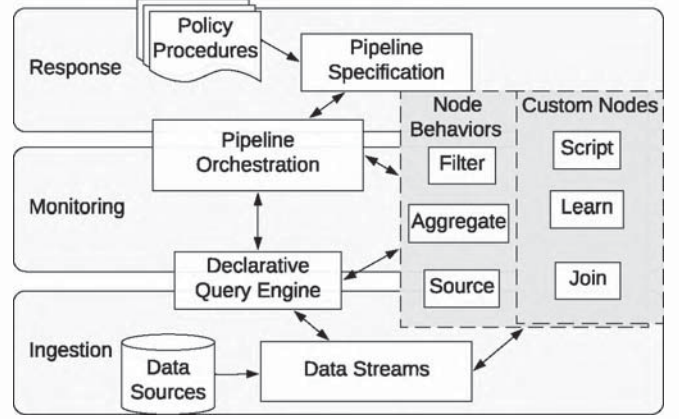 Policy
Procedures
Response
Pipeline
Specification
Node
Behaviors
Custom Nodes
Pipeline
Orchestration
Filter
Script
Monitoring
Aggregate
Learn
Declarative
Query Engine
Source
Join
Ingestion
Data
Sources
Data Streams